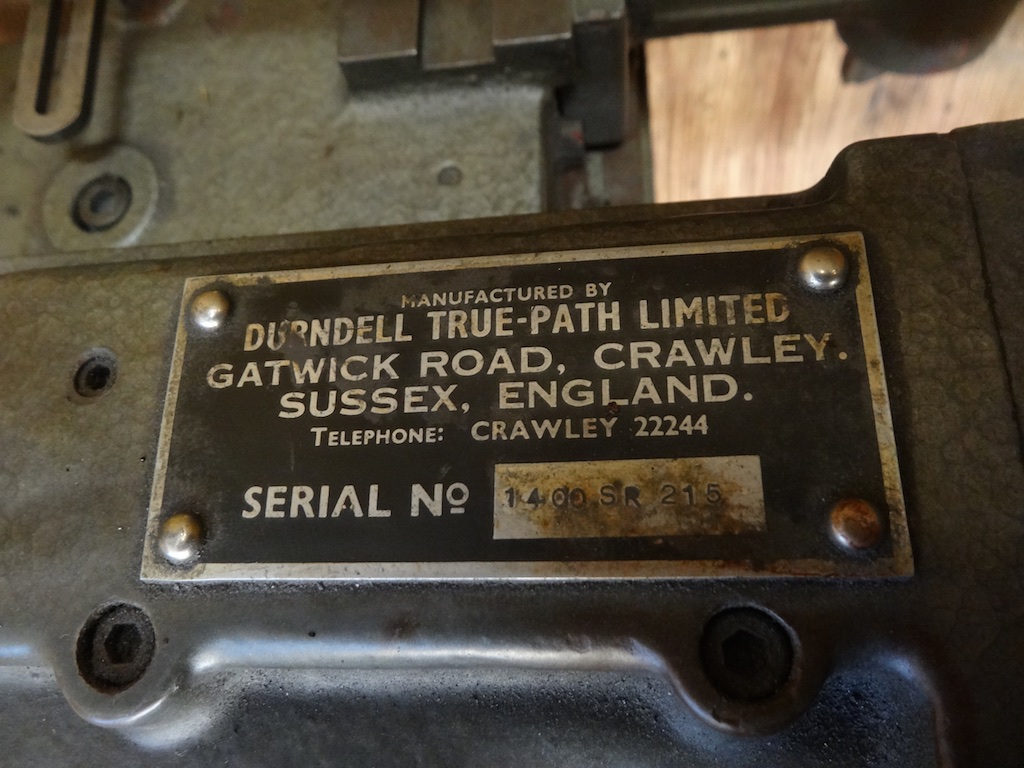 MANUFACTURED BY
DURNDELL TRUE-PATH LIMITED
GATWICK ROAD, CRAWLEY.
SUSSEX, ENGLAND.
TELEPHONE: CRAWLEY 22244
SERIAL Nº 1400 SR 215